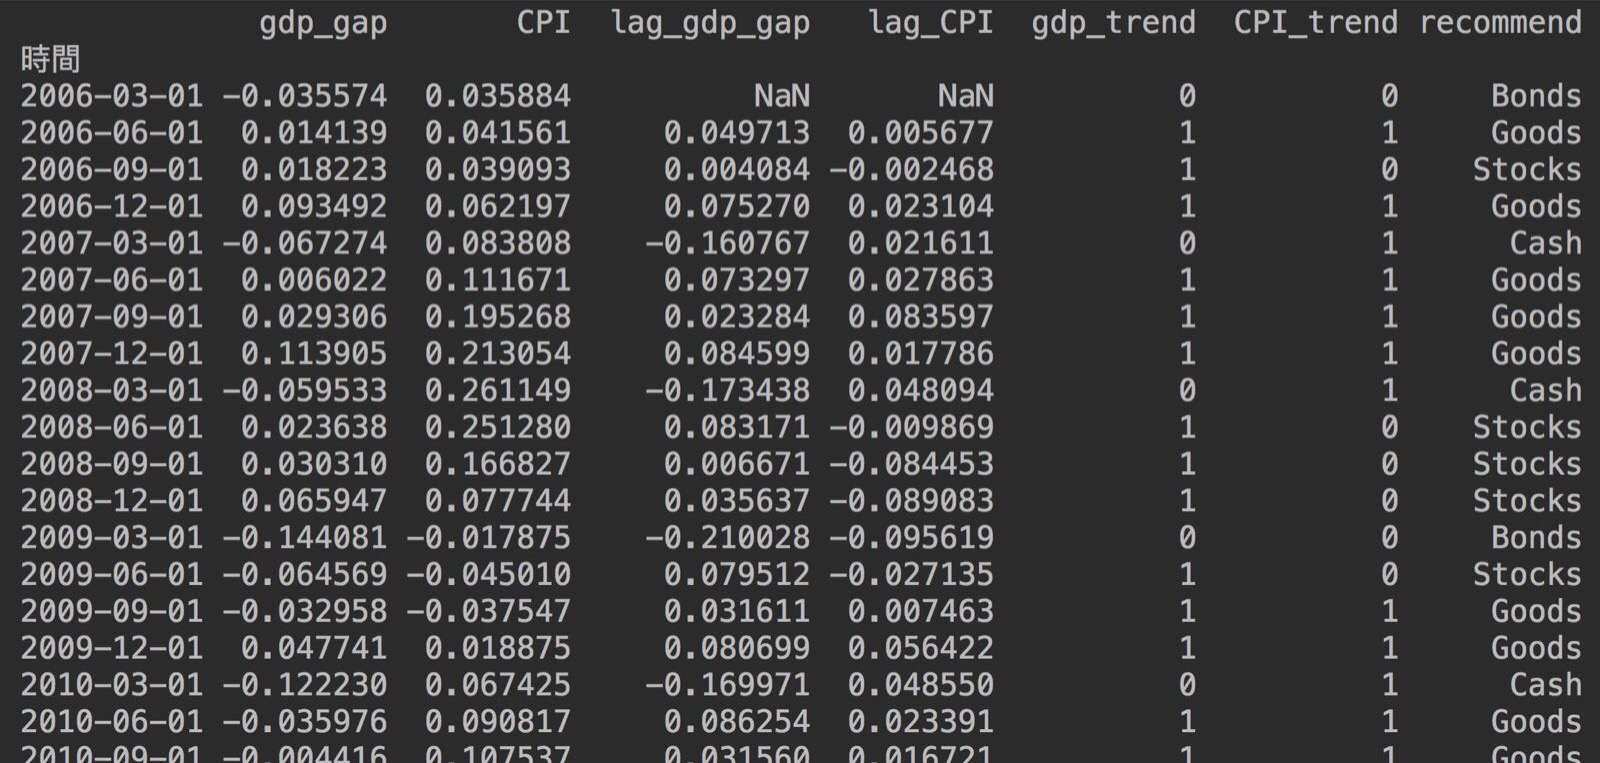 gdp_gap CPI lag_gdp_gap lag_CPI gdp_trend CPI_trend recommend
時間
2006-03-01 -0.035574 0.035884 NaN NaN 0 0 Bonds
2006-06-01 0.014139 0.041561 0.049713 0.005677 1 1 Goods
2006-09-01 0.018223 0.039093 0.004084 -0.002468 1 0 Stocks
2006-12-01 0.093492 0.062197 0.075270 0.023104 1 1 Goods
2007-03-01 -0.067274 0.083808 -0.160767 0.021611 0 1 Cash
2007-06-01 0.006022 0.111671 0.073297 0.027863 1 1 Goods
2007-09-01 0.029306 0.195268 0.023284 0.083597 1 1 Goods
2007-12-01 0.113905 0.213054 0.084599 0.017786 1 1 Goods
2008-03-01 -0.059533 0.261149 -0.173438 0.048094 0 1 Cash
2008-06-01 0.023638 0.251280 0.083171 -0.009869 1 0 Stocks
2008-09-01 0.030310 0.166827 0.006671 -0.084453 1 0 Stocks
2008-12-01 0.065947 0.077744 0.035637 -0.089083 1 0 Stocks
2009-03-01 -0.144081 -0.017875 -0.210028 -0.095619 0 0 Bonds
2009-06-01 -0.064569 -0.045010 0.079512 -0.027135 1 0 Stocks
2009-09-01 -0.032958 -0.037547 0.031611 0.007463 1 1 Goods
2009-12-01 0.047741 0.018875 0.080699 0.056422 1 1 Goods
2010-03-01 -0.122230 0.067425 -0.169971 0.048550 0 1 Cash
2010-06-01 -0.035976 0.090817 0.086254 0.023391 1 1 Goods
2010-09-01 -0.004416 0.107537 0.031560 0.016721 1 1 Goods